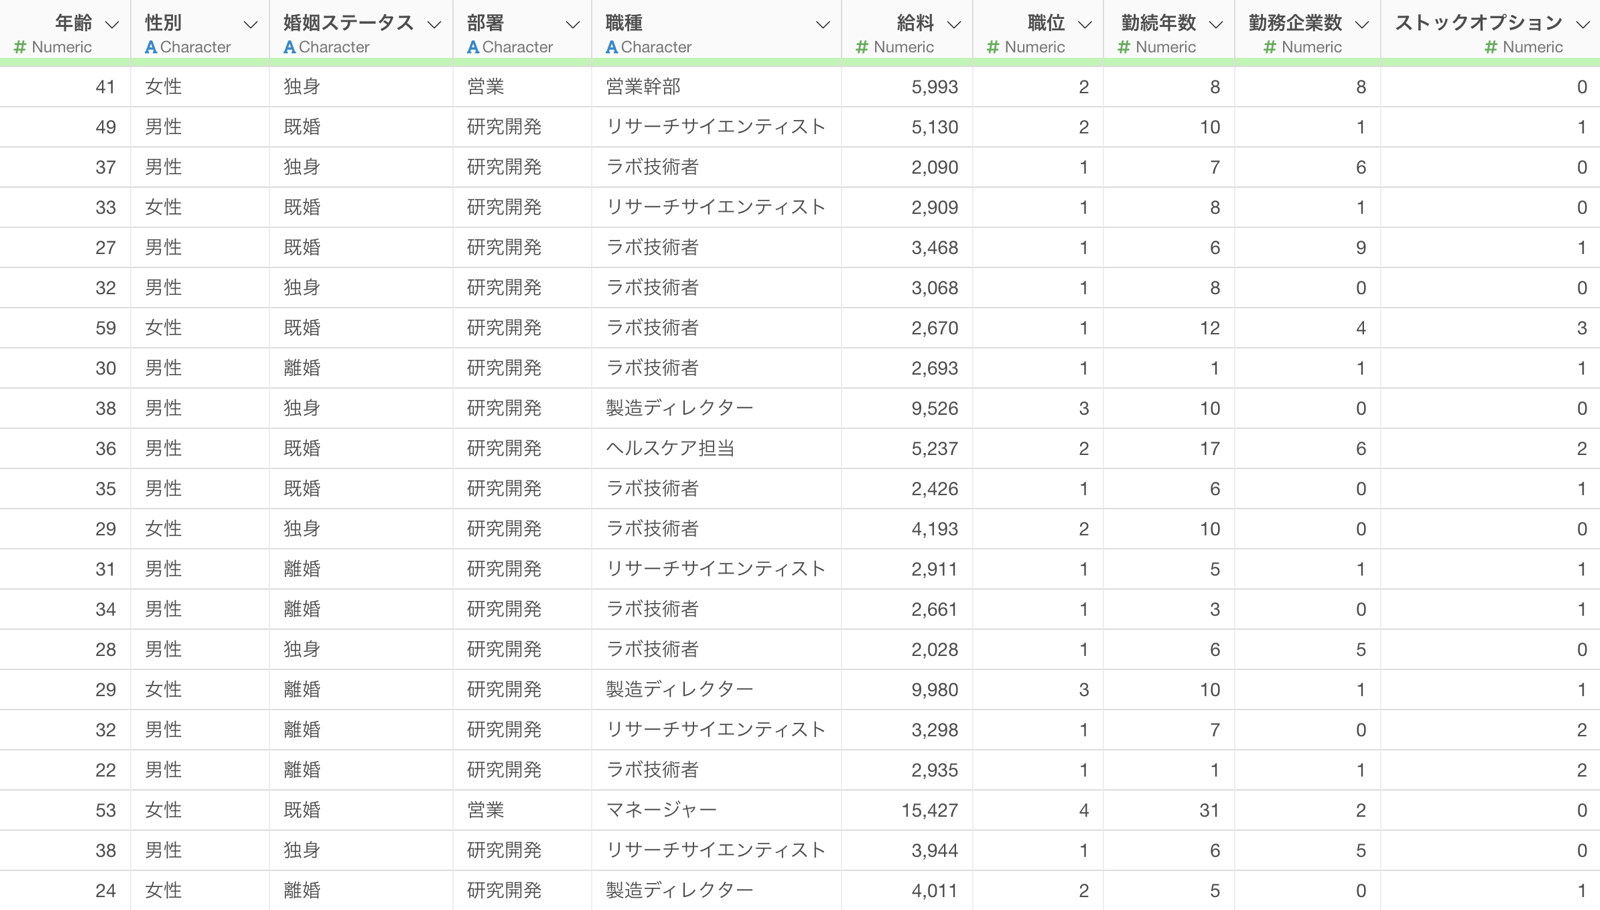 年齢 性別 婚姻ステータス 部署 職種 給料 職位 勤続年数 勤務企業数 ストックオプション
# Numeric A Character A Character A Character A Character # Numeric # Numeric # Numeric # Numeric # Numeric
41 女性 独身 営業 営業幹部 5,993 2 8 8 0
49 男性 既婚 研究開発 リサーチサイエンティスト 5,130 2 10 1 1
37 男性 独身 研究開発 ラボ技術者 2,090 1 7 6 0
33 女性 既婚 研究開発 リサーチサイエンティスト 2,909 1 8 1 0
27 男性 既婚 研究開発 ラボ技術者 3,468 1 6 9 1
32 男性 独身 研究開発 ラボ技術者 3,068 1 8 0 0
59 女性 既婚 研究開発 ラボ技術者 2,670 1 12 4 3
30 男性 離婚 研究開発 ラボ技術者 2,693 1 1 1 1
38 男性 独身 研究開発 製造ディレクター 9,526 3 10 0 0
36 男性 既婚 研究開発 ヘルスケア担当 5,237 2 17 6 2
35 男性 既婚 研究開発 ラボ技術者 2,426 1 6 0 1
29 女性 独身 研究開発 ラボ技術者 4,193 2 10 0 0
31 男性 離婚 研究開発 リサーチサイエンティスト 2,911 1 5 1 1
34 男性 離婚 研究開発 ラボ技術者 2,661 1 3 0 1
28 男性 独身 研究開発 ラボ技術者 2,028 1 6 5 0
29 女性 離婚 研究開発 製造ディレクター 9,980 3 10 1 1
32 男性 離婚 研究開発 リサーチサイエンティスト 3,298 1 7 0 2
22 男性 離婚 研究開発 ラボ技術者 2,935 1 1 1 2
53 女性 既婚 営業 マネージャー 15,427 4 31 2 0
38 男性 独身 研究開発 リサーチサイエンティスト 3,944 1 6 5 0
24 女性 離婚 研究開発 製造ディレクター 4,011 2 5 0 1